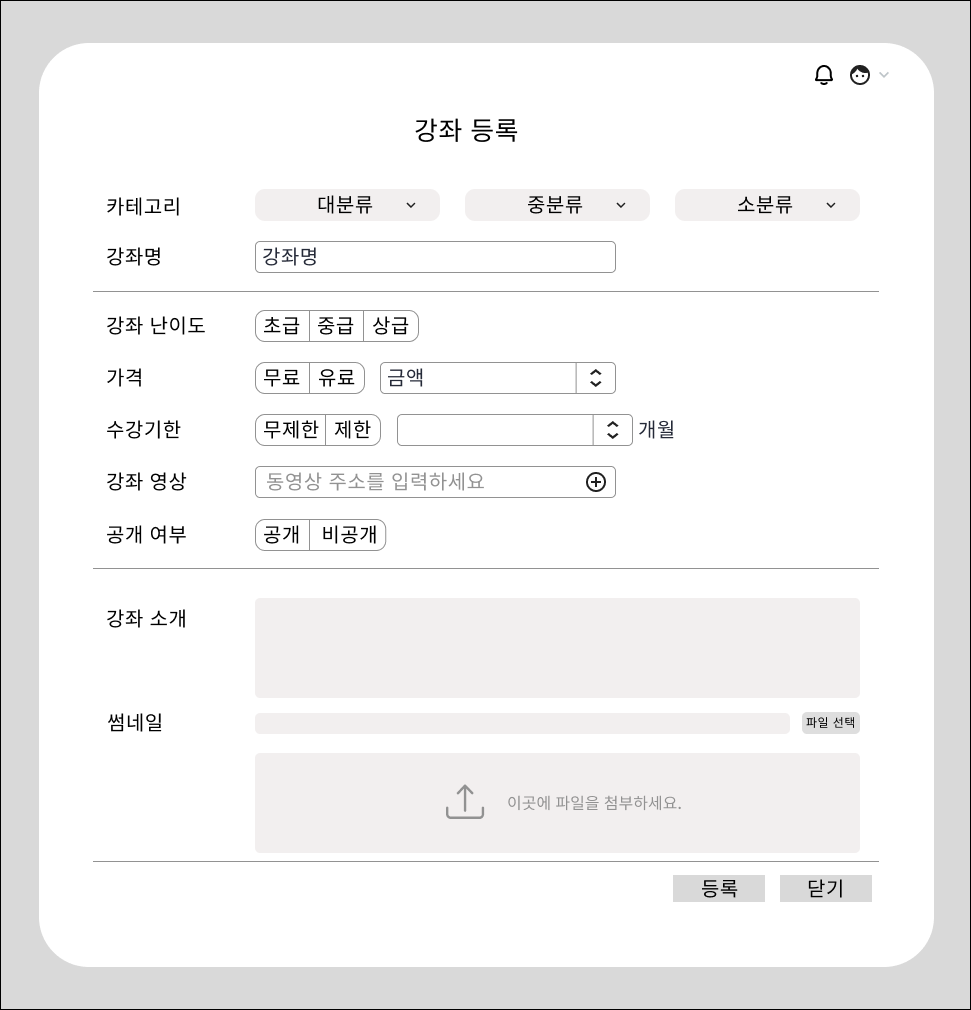 강좌 등록
카테고리 대분류 중분류 소분류
강좌명 강좌명
강좌 난이도 초급 중급 상급
가격 무료 유료 금액
수강기한 무제한 제한 개월
강좌 영상 동영상 주소를 입력하세요
공개 여부 공개 비공개
강좌 소개
썸네일 파일 선택
이곳에 파일을 첨부하세요.
등록 닫기